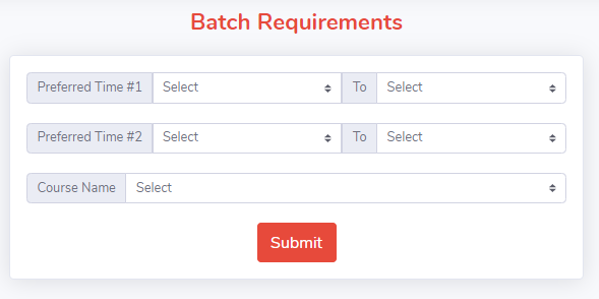 Batch Requirements
Preferred Time #1 Select To Select
Preferred Time #2 Select To Select
Course Name Select
Submit